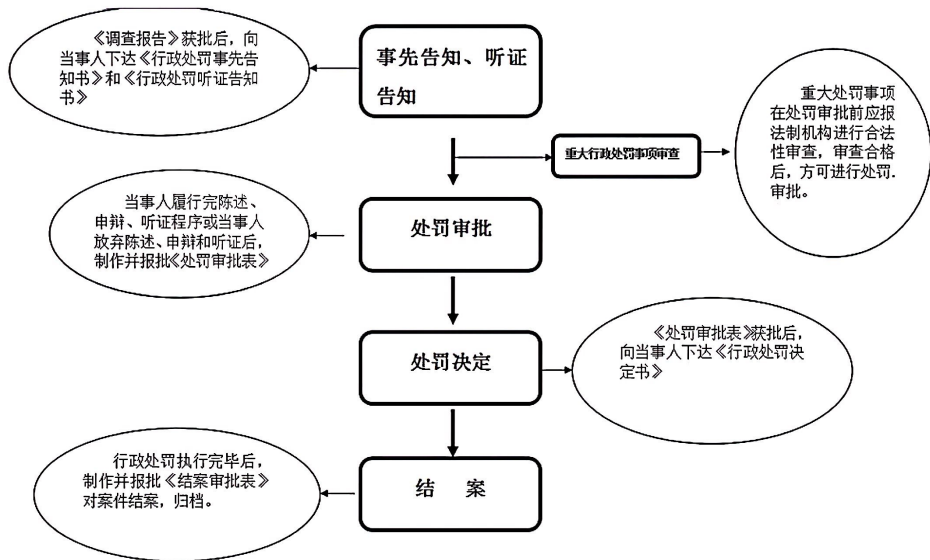 《调查报告》获批后，向
当事人下达《行政处罚事先告
知书》和《行政处罚听证告知
书》
事先告知、听证
告知
重大行政处罚事项审查
重大处罚事项
在处罚审批前应报
法制机构进行合法
性审查，审查合格
后，方可进行处罚.
审批。
当事人履行完陈述、
申辩、听证程序或当事人
放弃陈述、申辩和听证后，
制作并报批《处罚审批表》
处罚审批
处罚决定
《处罚审批表》获批后，
向当事人下达《行政处罚决
定书》
行政处罚执行完毕后，
制作并报批《结案审批表》
对案件结案，归档。
结 案